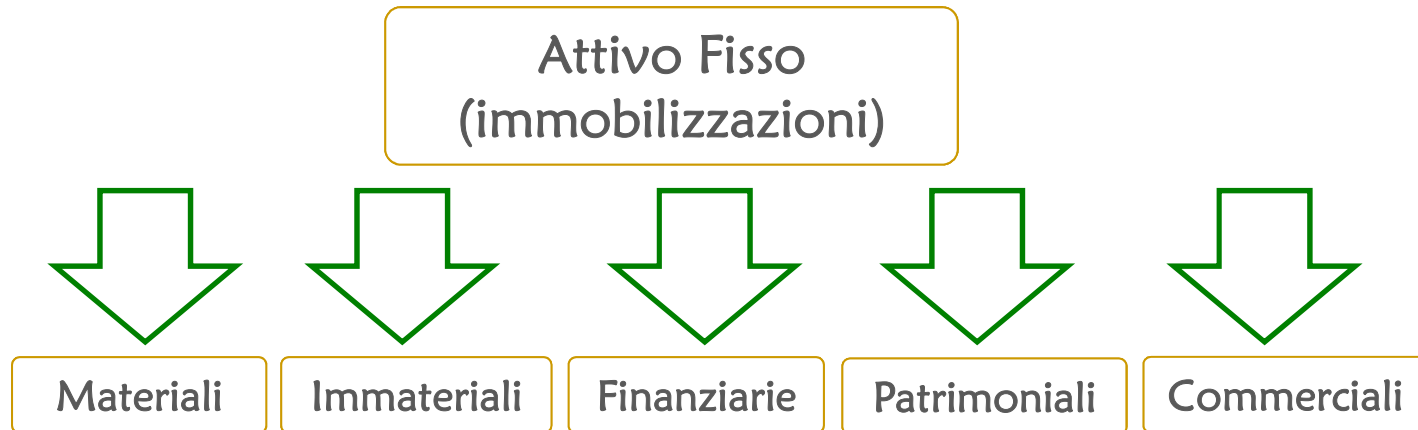 Attivo Fisso
(immobilizzazioni)
Materiali
Immateriali
Finanziarie
Patrimoniali
Commerciali